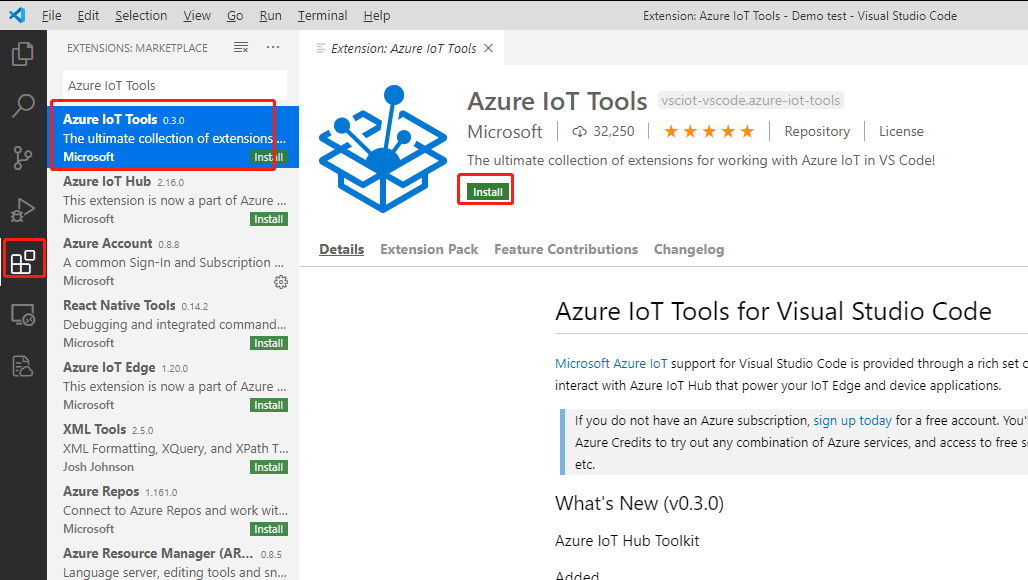 File Edit Selection View Go Run Terminal Help
Extension: Azure IoT Tools - Demo test - Visual Studio Code
EXTENSIONS: MARKETPLACE
Azure IoT Tools
Azure IoT Tools 0.3.0
The ultimate collection of extensions ...
Microsoft Install
Azure IoT Hub 2.16.0
This extension is now a part of Azure ...
Microsoft Install
Azure Account 0.8.8
A common Sign-In and Subscription ...
Microsoft
React Native Tools 0.14.2
Debugging and integrated command...
Microsoft Install
Azure IoT Edge 1.20.0
This extension is now a part of Azure ...
Microsoft Install
XML Tools 2.5.0
XML Formatting, XQuery, and XPath T...
Josh Johnson Install
Azure Repos 1.161.0
Connect to Azure Repos and work wit...
Microsoft Install
Azure Resource Manager (AR... 0.8.5
Language server, editing tools and sn...
Extension: Azure IoT Tools
Azure IoT Tools vsciot-vscode.azure-iot-tools
Microsoft 32,250 Repository License
The ultimate collection of extensions for working with Azure IoT in VS Code!
Install
Details Extension Pack Feature Contributions Changelog
Azure IoT Tools for Visual Studio Code
Microsoft Azure IoT support for Visual Studio Code is provided through a rich set
interact with Azure IoT Hub that power your IoT Edge and device applications.
If you do not have an Azure subscription, sign up today for a free account. You'
Azure Credits to try out any combination of Azure services, and access to free
etc.
What's New (v0.3.0)
Azure IoT Hub Toolkit
Added